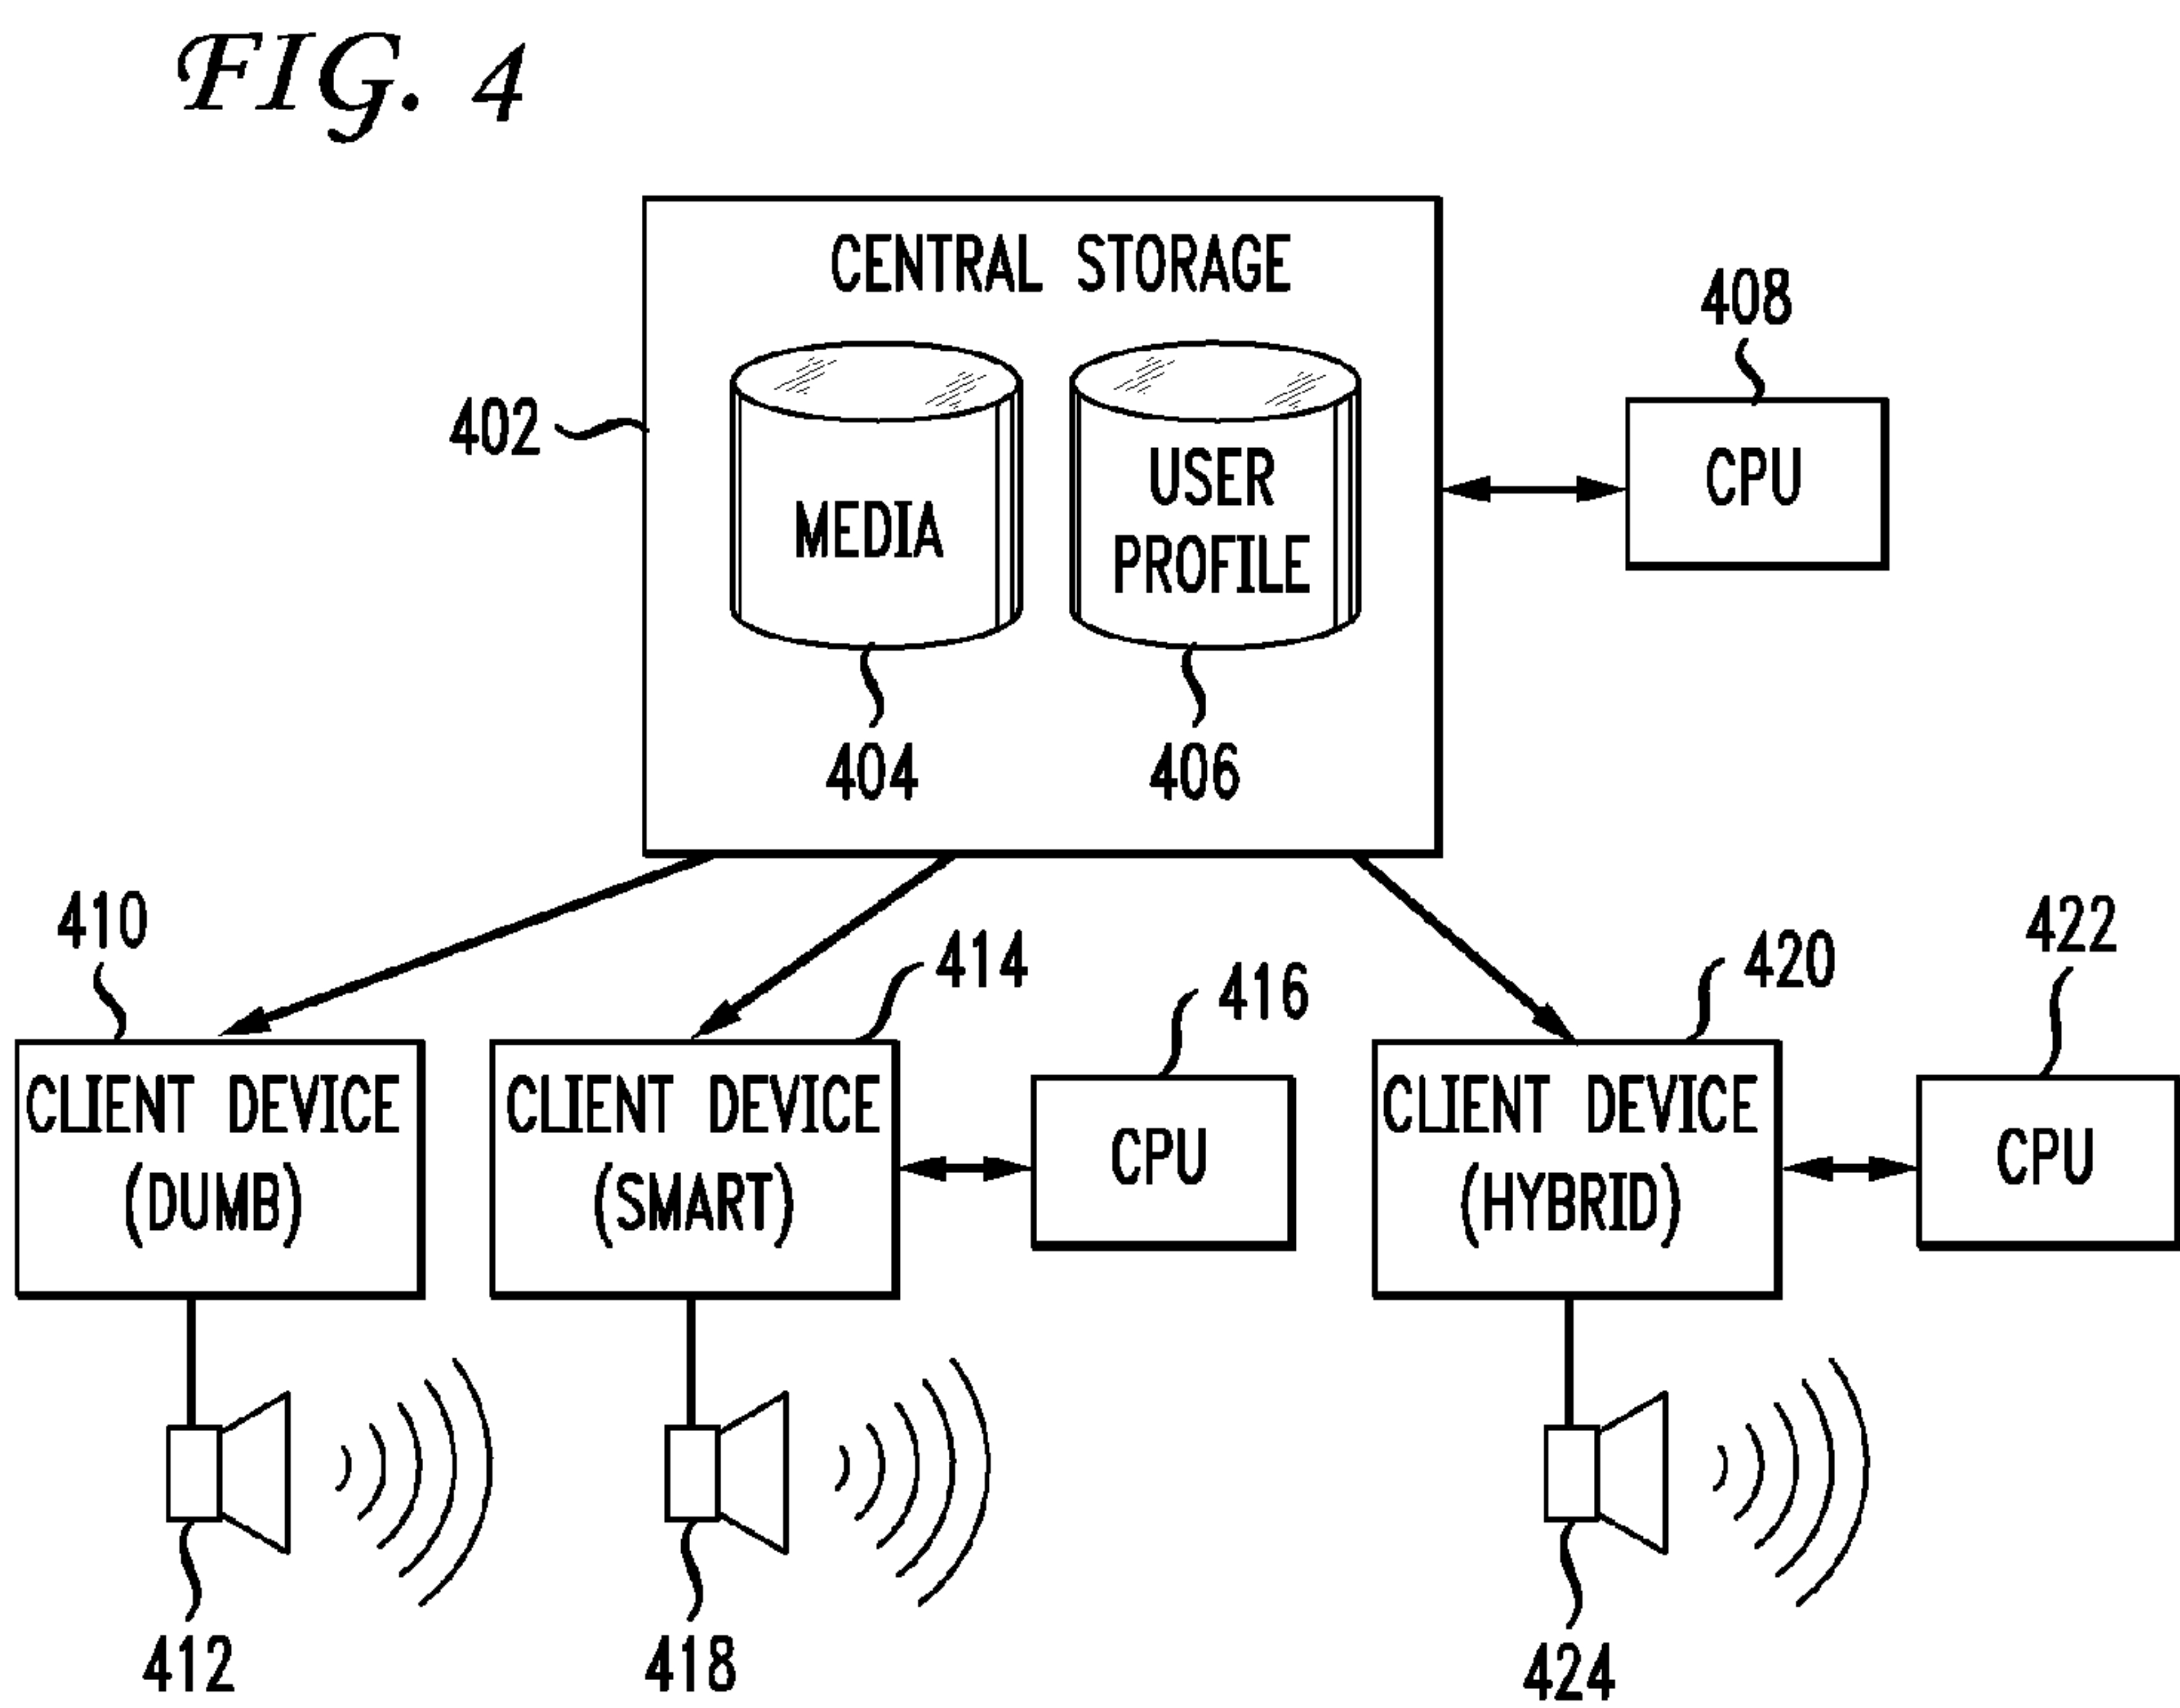 FIG. 4
CENTRAL STORAGE
408
CPU
402
MEDIA
USER
PROFILE
404
406
410
414
416
420
422
CLIENT DEVICE
(DUMB)
CLIENT DEVICE
(SMART)
CPU
CLIENT DEVICE
(HYBRID)
CPU
412
418
424